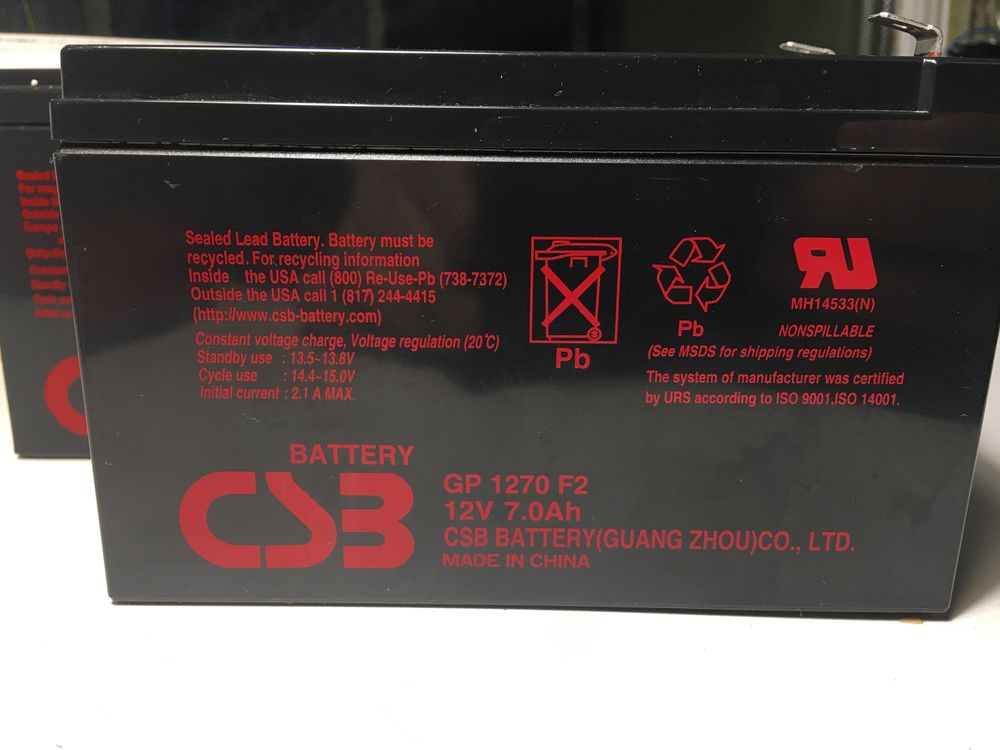 Sealed Lead Battery. Battery must be
recycled. For recycling information
Inside the USA call (800) Re-Use-Pb (738-7372)
Outside the USA call 1 (817) 244-4415
(http://www.csb-battery.com)
Constant voltage charge, Voltage regulation (20℃)
Standby use : 13.5~13.8V
Cycle use : 14.4~15.0V
Initial current : 2.1 A MAX.
Pb
Pb
RU
MH14533(N)
NONSPILLABLE
(See MSDS for shipping regulations)
The system of manufacturer was certified
by URS according to ISO 9001,ISO 14001.
BATTERY
CSB
GP 1270 F2
12V 7.0Ah
CSB BATTERY(GUANG ZHOU)CO., LTD.
MADE IN CHINA